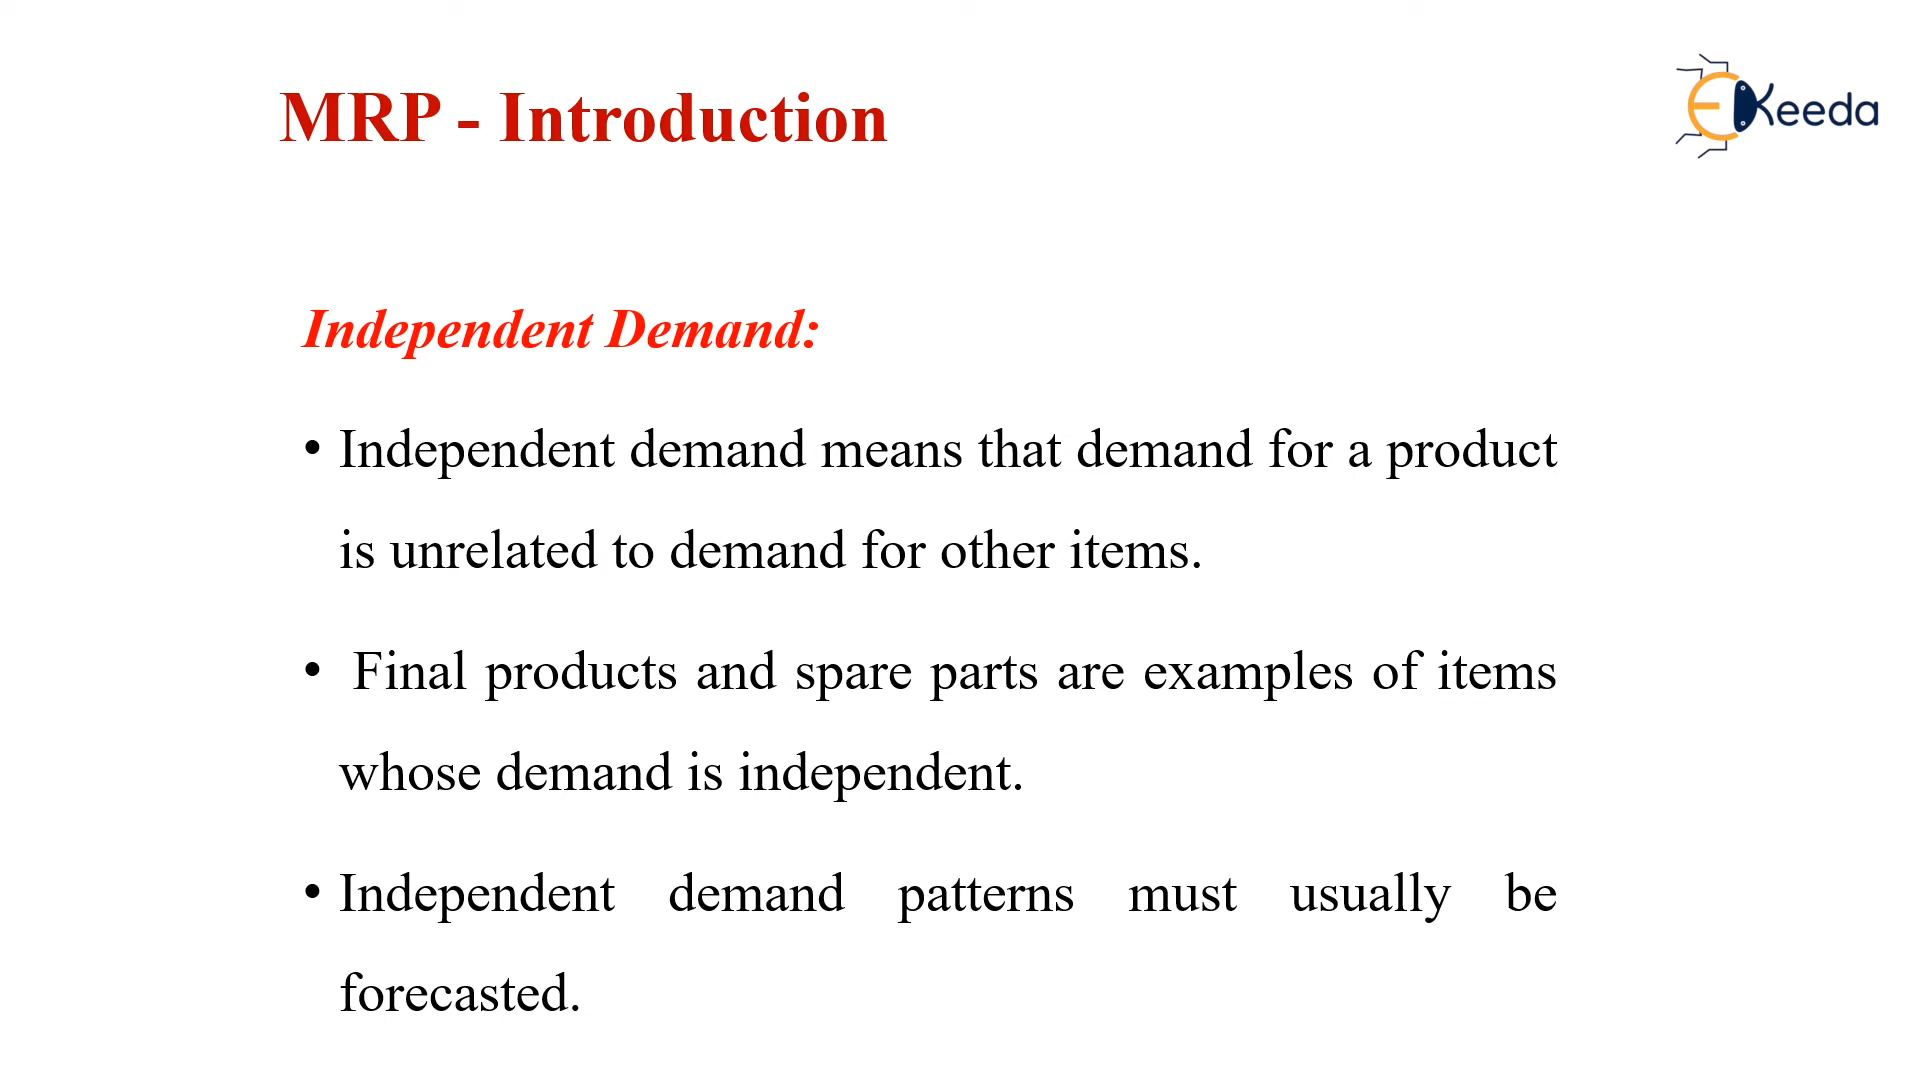 MRP - Introduction
EKeeda
Independent Demand:
• Independent demand means that demand for a product
is unrelated to demand for other items.
• Final products and spare parts are examples of items
whose demand is independent.
• Independent demand patterns must usually be
forecasted.